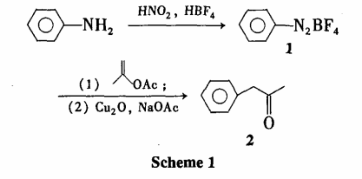 NH₂
HNO₂, HBF₄
N₂BF₄
1
(1) OAc ;
(2) Cu₂O, NaOAc
O
2
Scheme 1